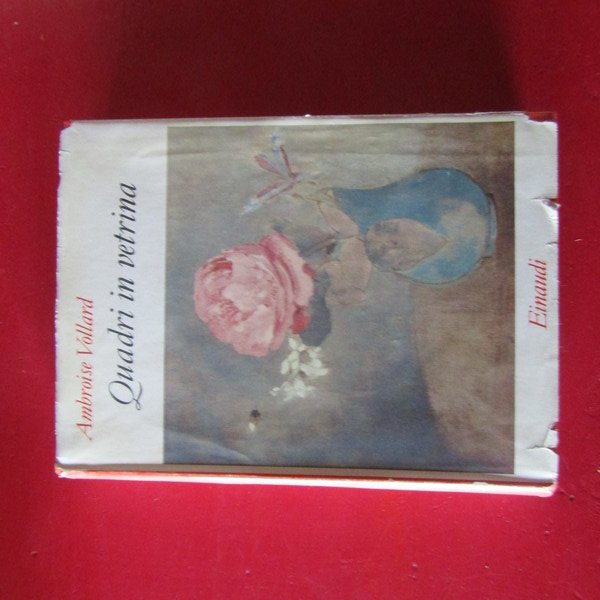 Ambroise Vollard
Quadri in vetrina
Einaudi